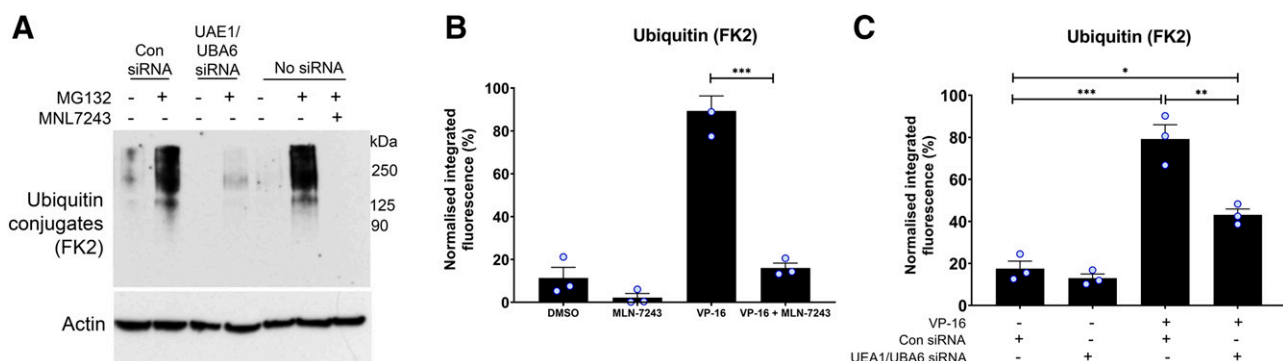 A
Con
siRNA
UAE1/
UBA6
siRNA
No siRNA
MG132 - + - + - + +
MNL7243 - - - - - - +
kDa
250
125
90
Ubiquitin
conjugates
(FK2)
Actin
B
Ubiquitin (FK2)
***
Normalised integrated
fluorescence (%)
100
80
60
40
20
0
DMSO MLN-7243 VP-16 VP-16 + MLN-7243
C
Ubiquitin (FK2)
*
*** **
Normalised integrated
fluorescence (%)
100
80
60
40
20
0
VP-16 - - + +
Con siRNA + - + -
UEA1/UBA6 siRNA - + - +